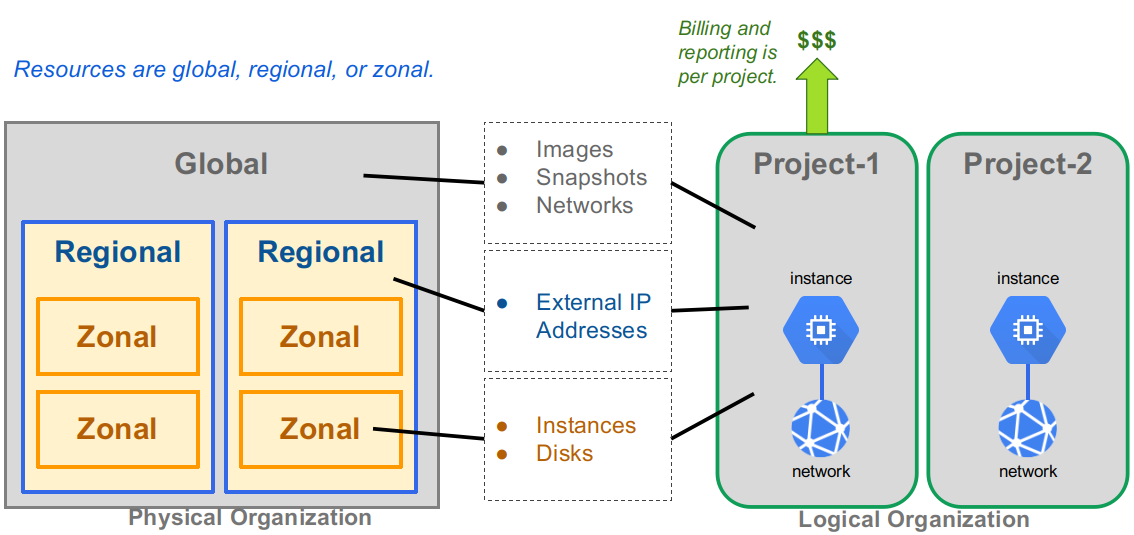 Resources are global, regional, or zonal.
Billing and
reporting is
per project.
$$$
Global
Regional
Zonal
Zonal
Regional
Zonal
Zonal
Physical Organization
● Images
● Snapshots
● Networks
● External IP
Addresses
● Instances
● Disks
Project-1
instance
network
Project-2
instance
network
Logical Organization